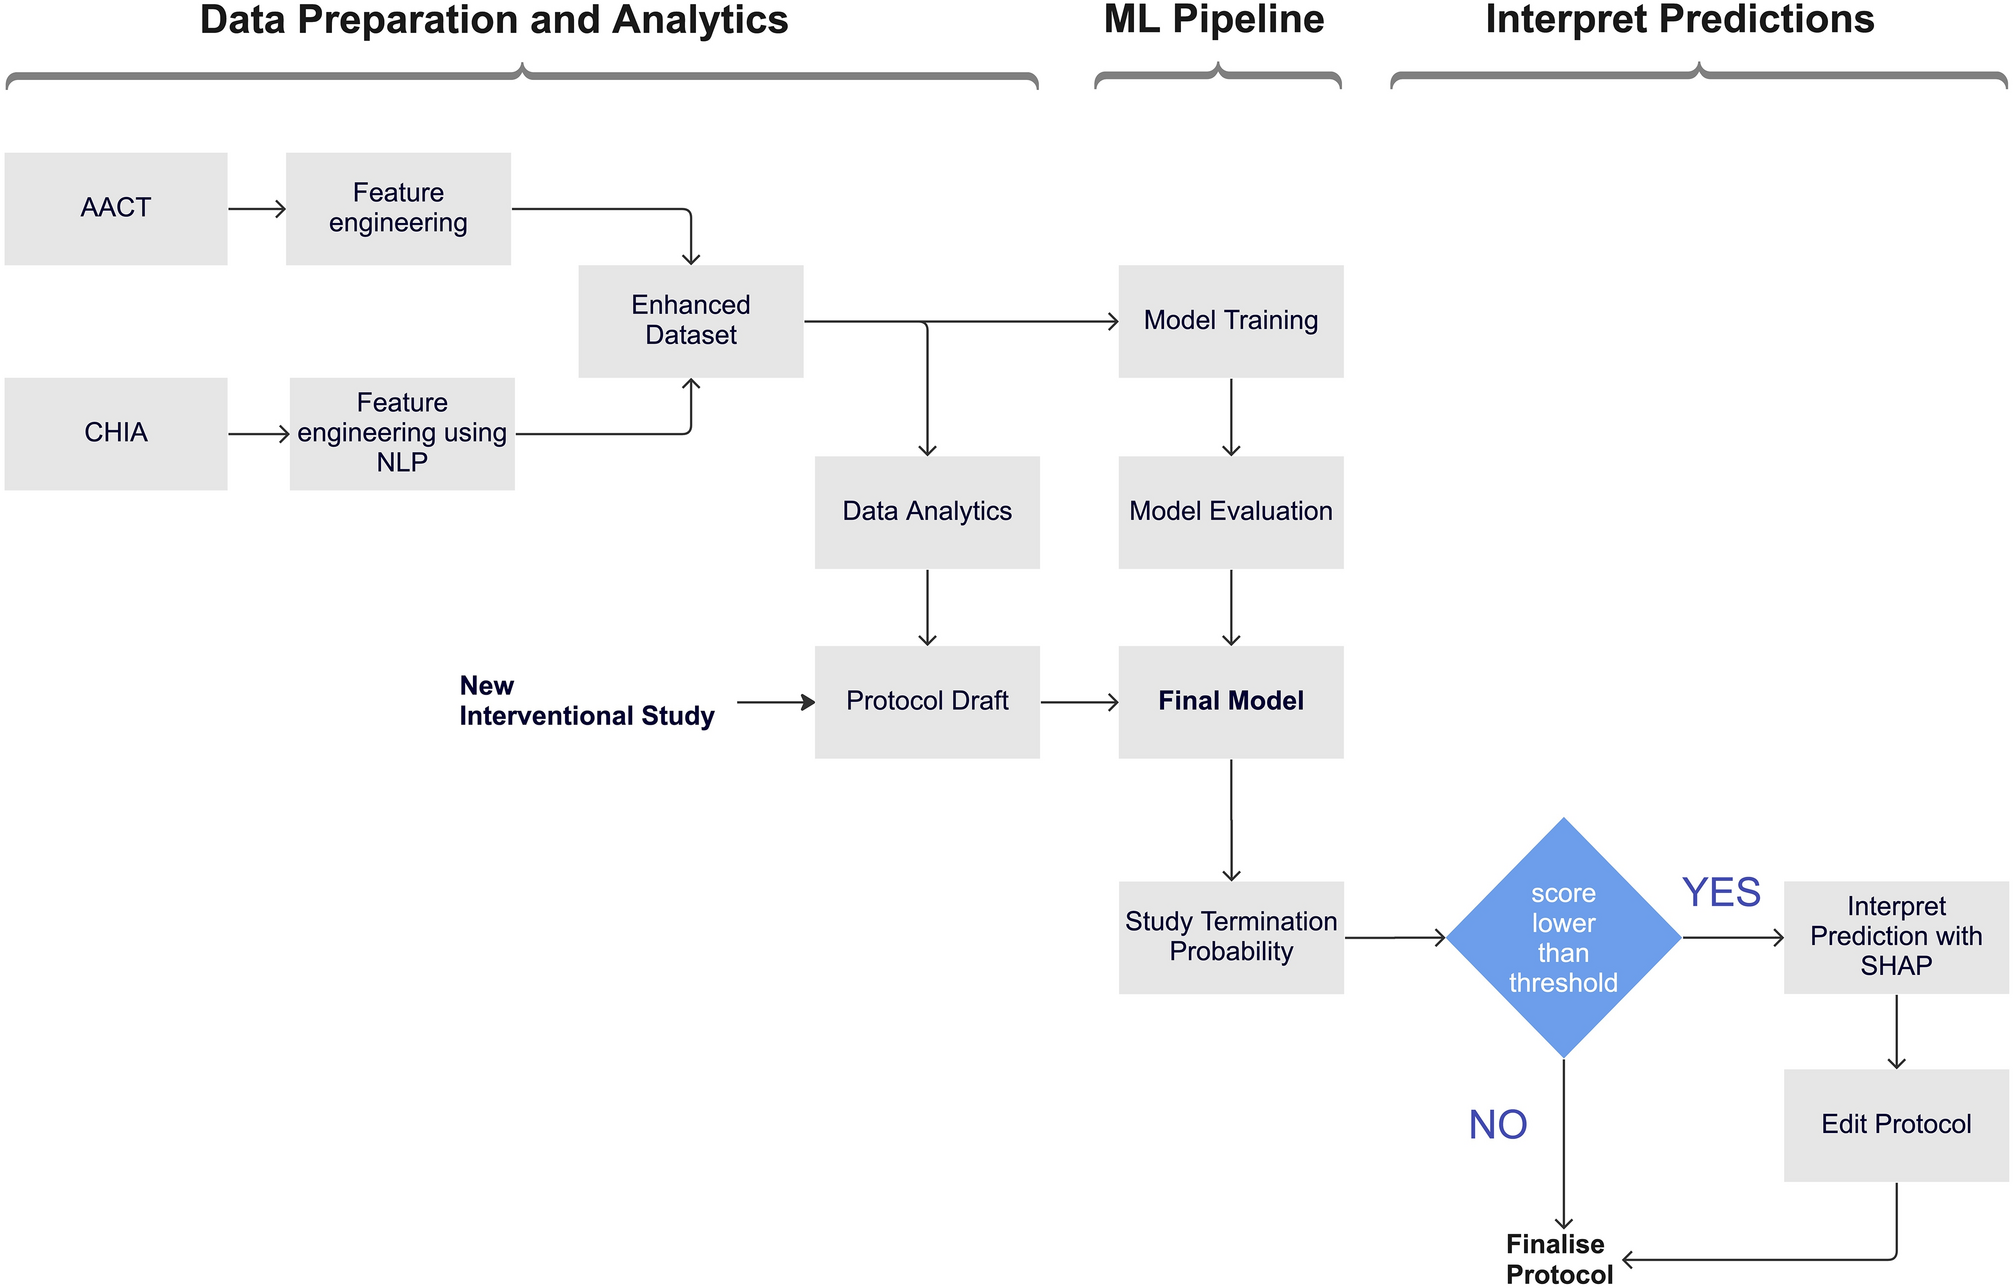 Data Preparation and Analytics
ML Pipeline
Interpret Predictions
AACT
Feature
engineering
Enhanced
Dataset
Model Training
CHIA
Feature
engineering using
NLP
Data Analytics
Model Evaluation
New
Interventional Study
Protocol Draft
Final Model
Study Termination
Probability
score
lower
than
threshold
YES
Interpret
Prediction with
SHAP
NO
Edit Protocol
Finalise
Protocol